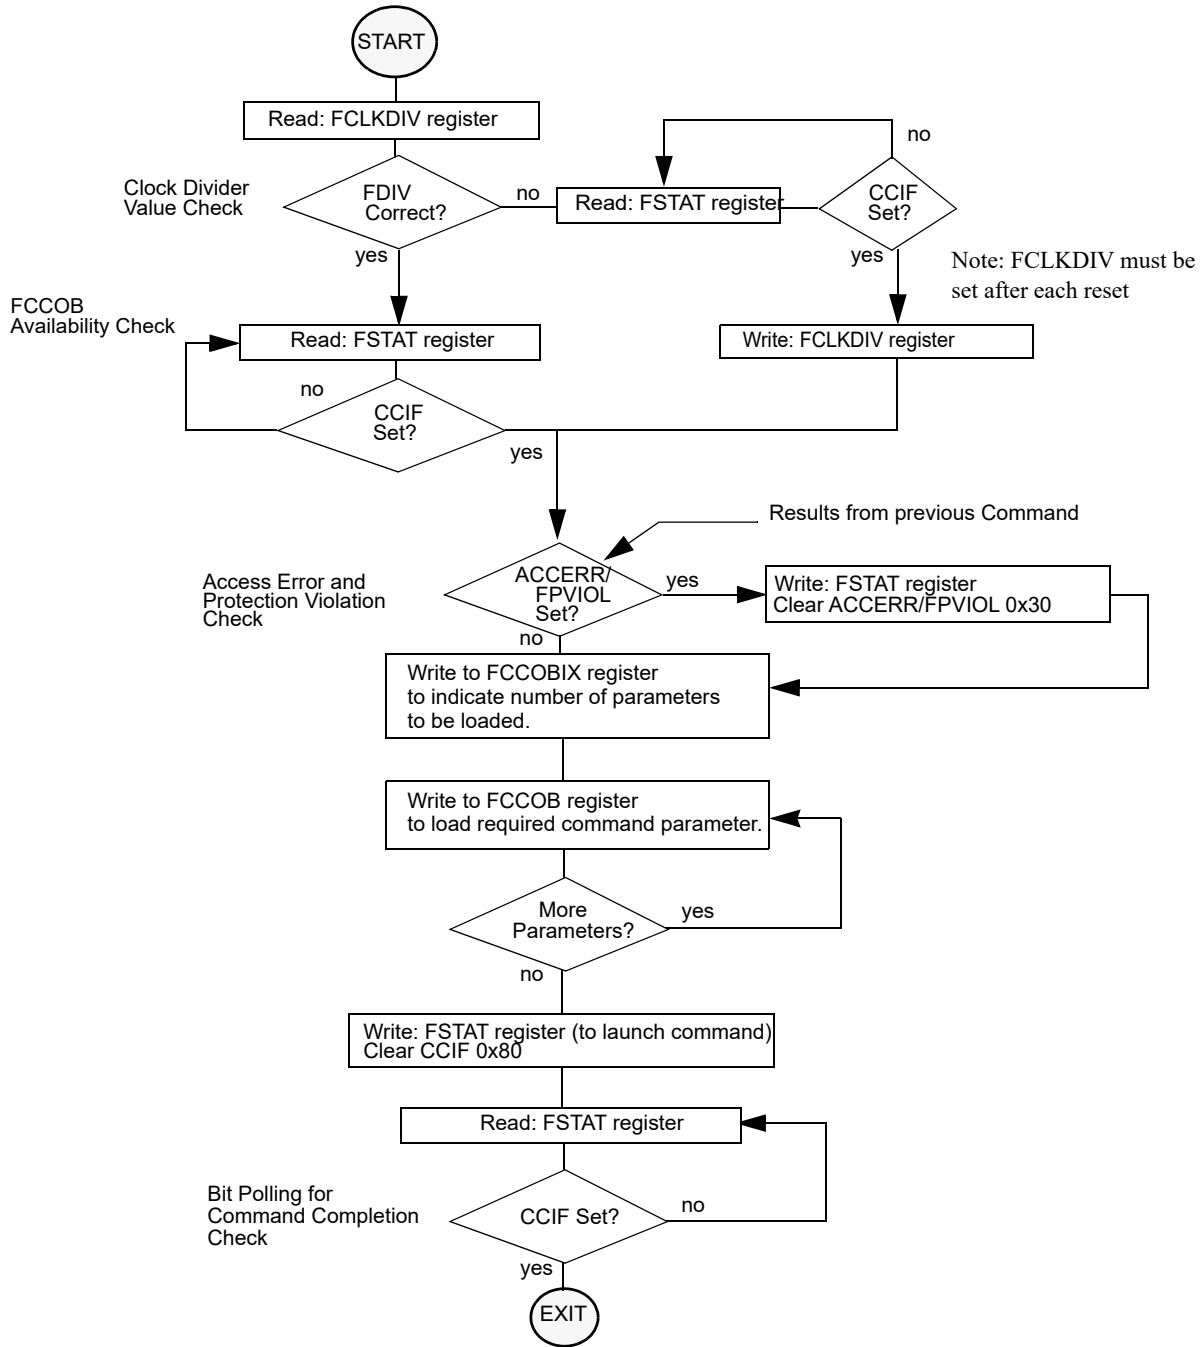 START
Read: FCLKDIV register
Clock Divider
Value Check
FDIV
Correct?
no
Read: FSTAT register
CCIF
Set?
no
yes
yes
Note: FCLKDIV must be
set after each reset
FCCOB
Availability Check
Read: FSTAT register
Write: FCLKDIV register
no
CCIF
Set?
yes
Results from previous Command
Access Error and
Protection Violation
Check
ACCERR/
FPVIOL
Set?
yes
Write: FSTAT register
Clear ACCERR/FPVIOL 0x30
no
Write to FCCOBIX register
to indicate number of parameters
to be loaded.
Write to FCCOB register
to load required command parameter.
More
Parameters?
yes
no
Write: FSTAT register (to launch command)
Clear CCIF 0x80
Read: FSTAT register
Bit Polling for
Command Completion
Check
CCIF Set?
no
yes
EXIT